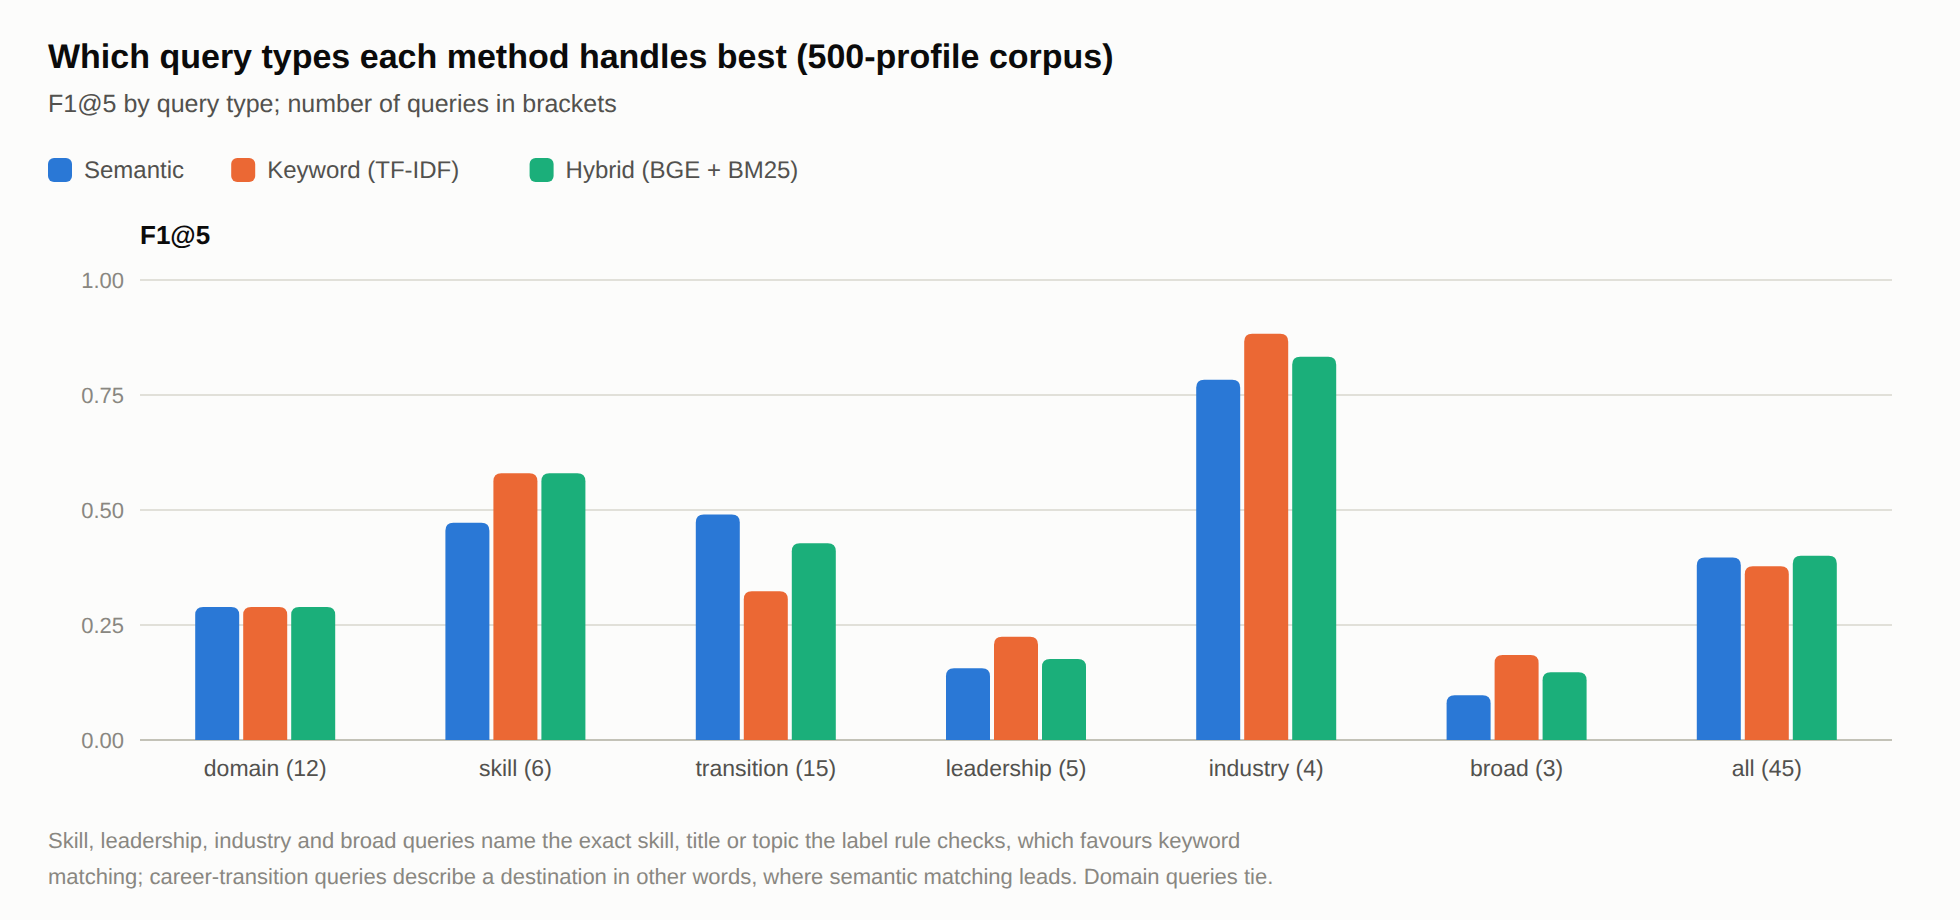 Which query types each method handles best (500-profile corpus)
F1@5 by query type; number of queries in brackets
Semantic
Keyword (TF-IDF)
Hybrid (BGE + BM25)
F1@5
1.00
0.75
0.50
0.25
0.00
domain (12)
skill (6)
transition (15)
leadership (5)
industry (4)
broad (3)
all (45)
Skill, leadership, industry and broad queries name the exact skill, title or topic the label rule checks, which favours keyword
matching; career-transition queries describe a destination in other words, where semantic matching leads. Domain queries tie.